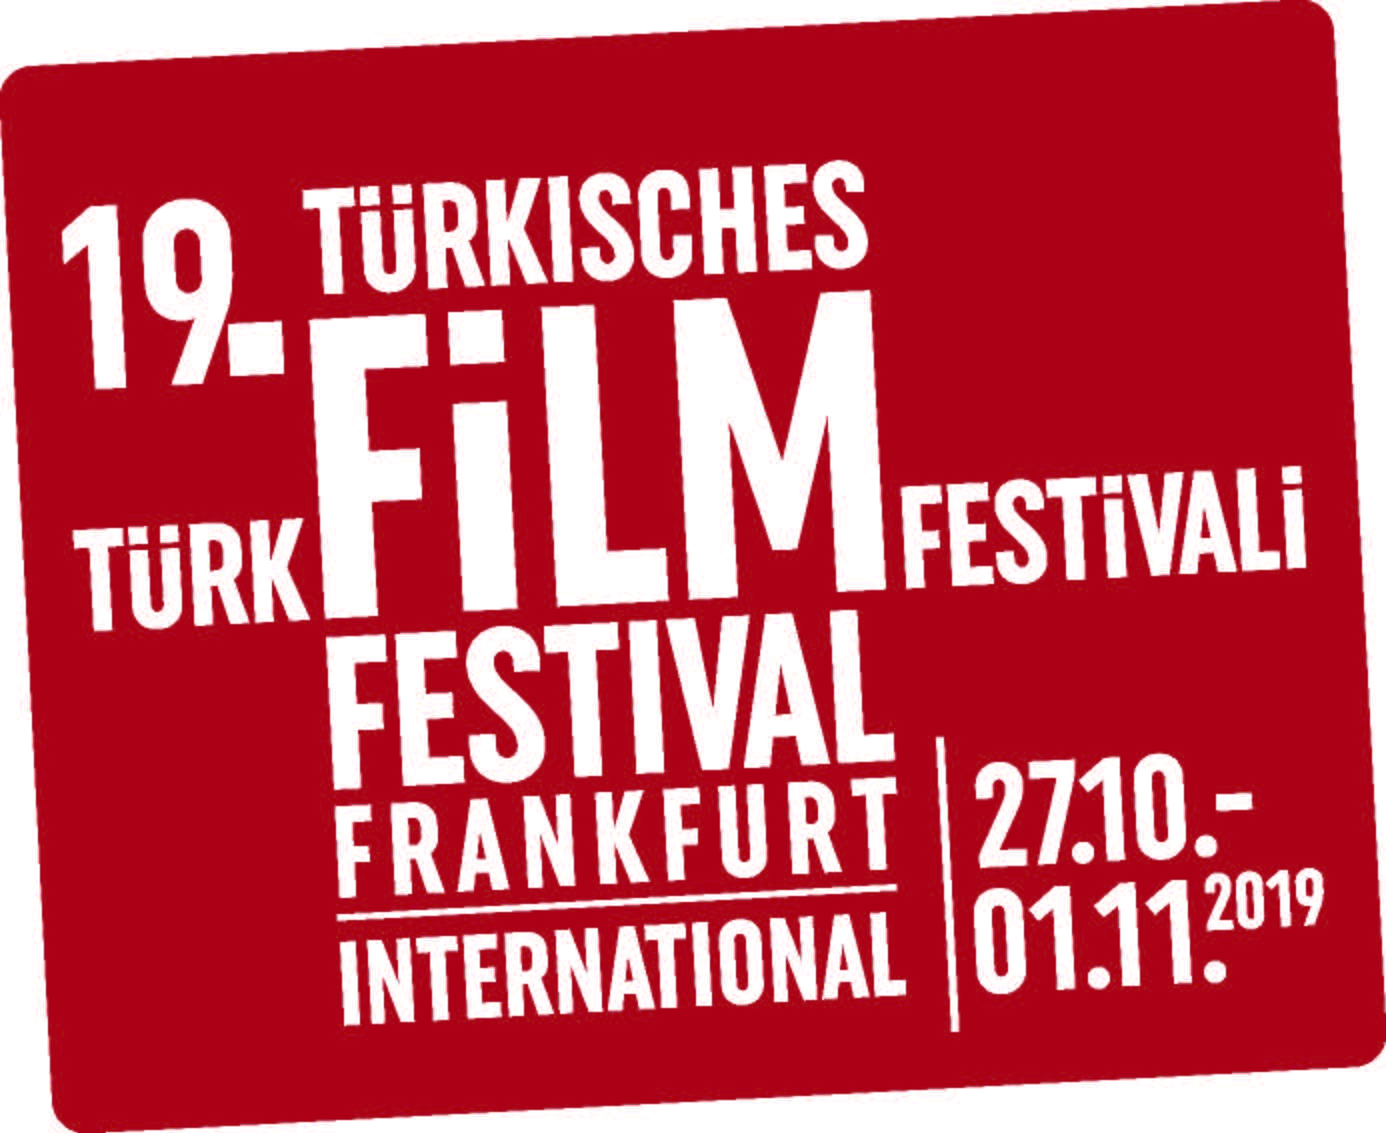 19. TÜRKISCHES
TÜRK FiLM FESTiVALi
FESTIVAL
FRANKFURT
INTERNATIONAL
27.10.-
01.11.2019